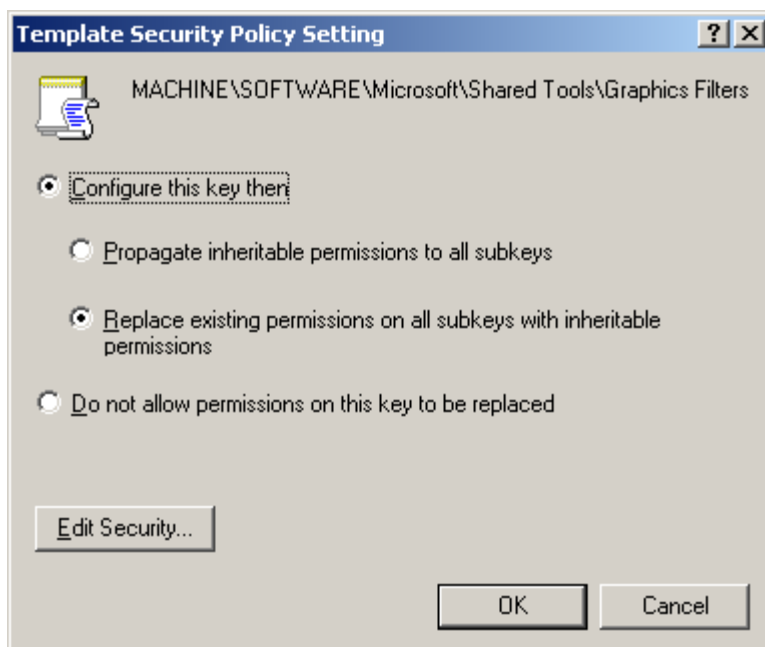 Template Security Policy Setting
MACHINE\SOFTWARE\Microsoft\Shared Tools\Graphics Filters
Configure this key then
Propagate inheritable permissions to all subkeys
Replace existing permissions on all subkeys with inheritable
permissions
Do not allow permissions on this key to be replaced
Edit Security...
OK Cancel